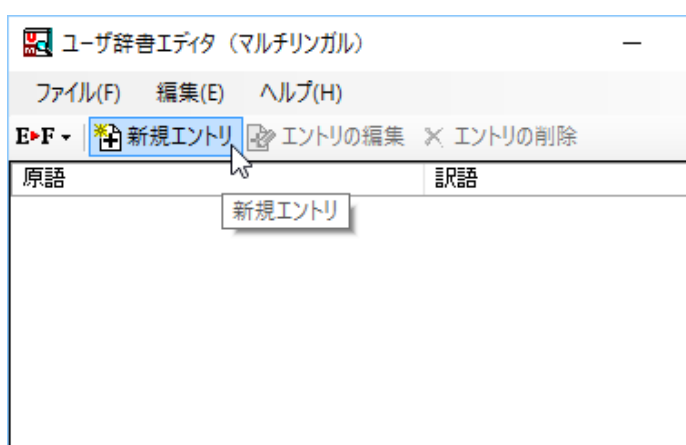 ユーザ辞書エディタ（マルチリンガル）
ファイル(F) 編集(E) ヘルプ(H)
E▸F 新規エントリ エントリの編集 エントリの削除
原語 訳語
新規エントリ